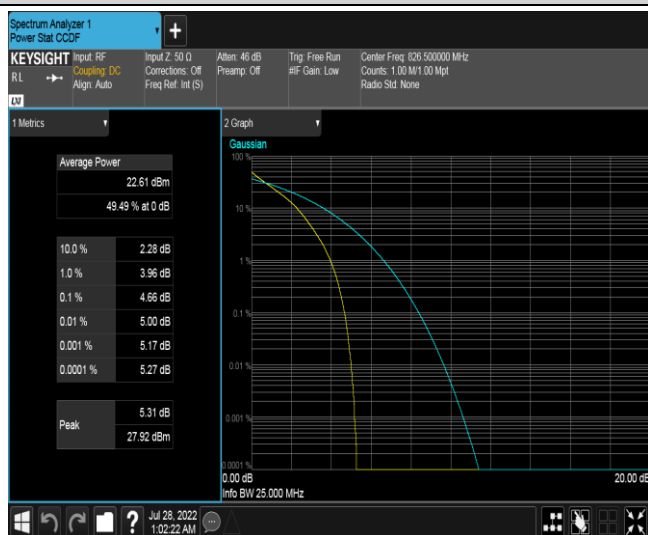 Spectrum Analyzer 1
Power Stat CCDF
+
KEYSIGHT
RL
Input: RF
Coupling: DC
Align: Auto
Input Z: 50 Ω
Corrections: Off
Freq Ref: Int (S)
Atten: 46 dB
Preamp: Off
Trig: Free Run
#IF Gain: Low
Center Freq: 826.500000 MHz
Counts: 1.00 M/1.00 Mpt
Radio Std: None
LXI
1 Metrics
Average Power
22.61 dBm
49.49 % at 0 dB
10.0 % 2.28 dB
1.0 % 3.96 dB
0.1 % 4.66 dB
0.01 % 5.00 dB
0.001 % 5.17 dB
0.0001 % 5.27 dB
Peak
5.31 dB
27.92 dBm
2 Graph
Gaussian
100 %
10 %
1 %
0.1 %
0.01 %
0.001 %
0.0001 %
0.00 dB 20.00 dB
Info BW 25.000 MHz
?
Jul 28, 2022
1:02:22 AM